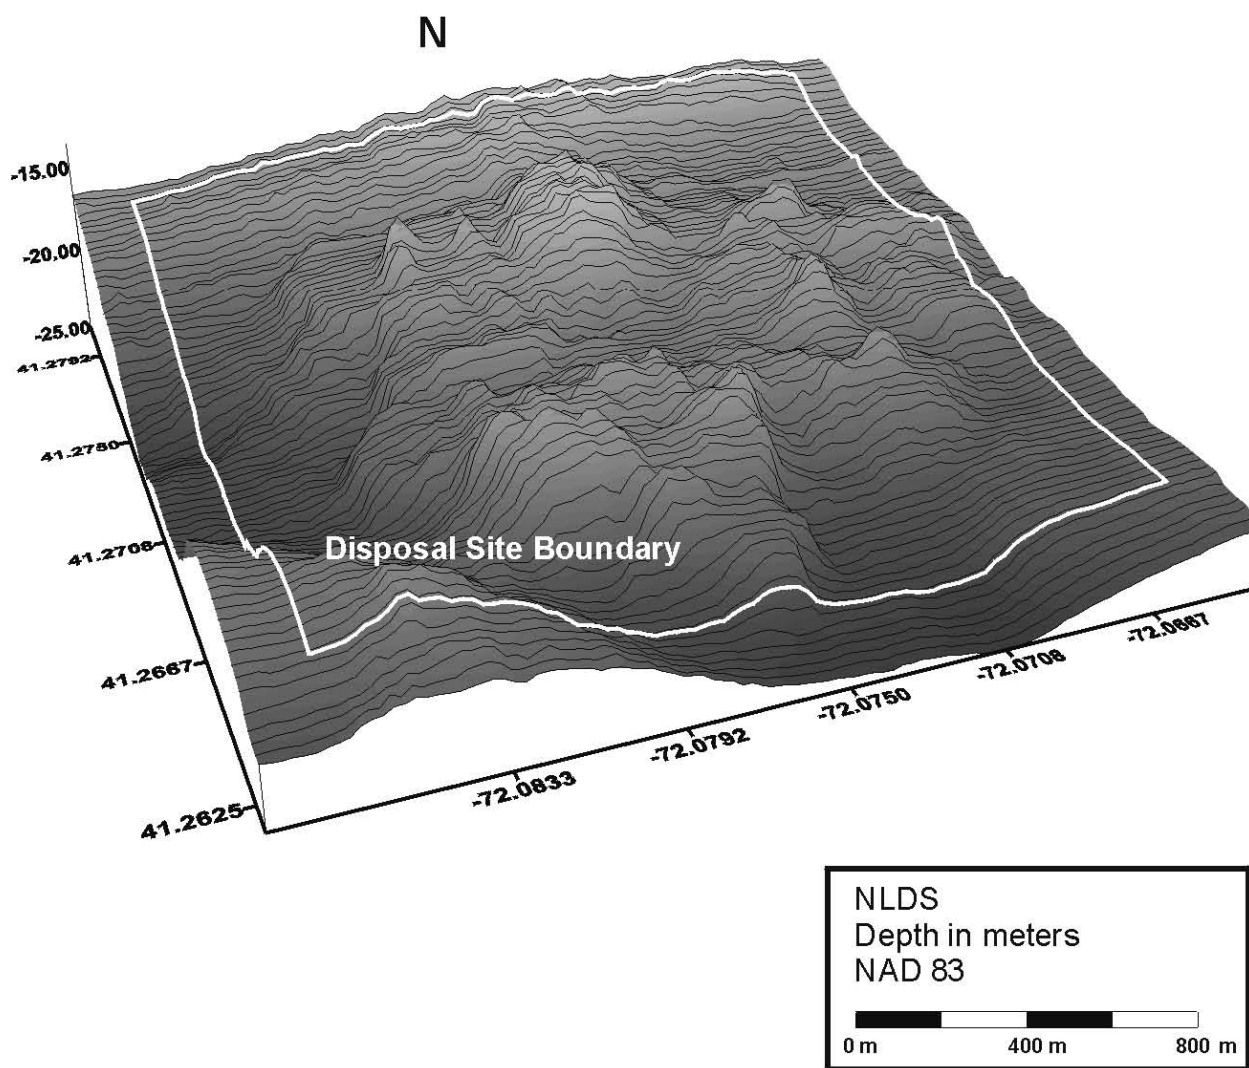 N
-15.00
-20.00
-25.00
41.2792
41.2750
41.2708
41.2667
41.2625
Disposal Site Boundary
-72.0833
-72.0792
-72.0750
-72.0708
-72.0667
NLDS
Depth in meters
NAD 83
0 m 400 m 800 m